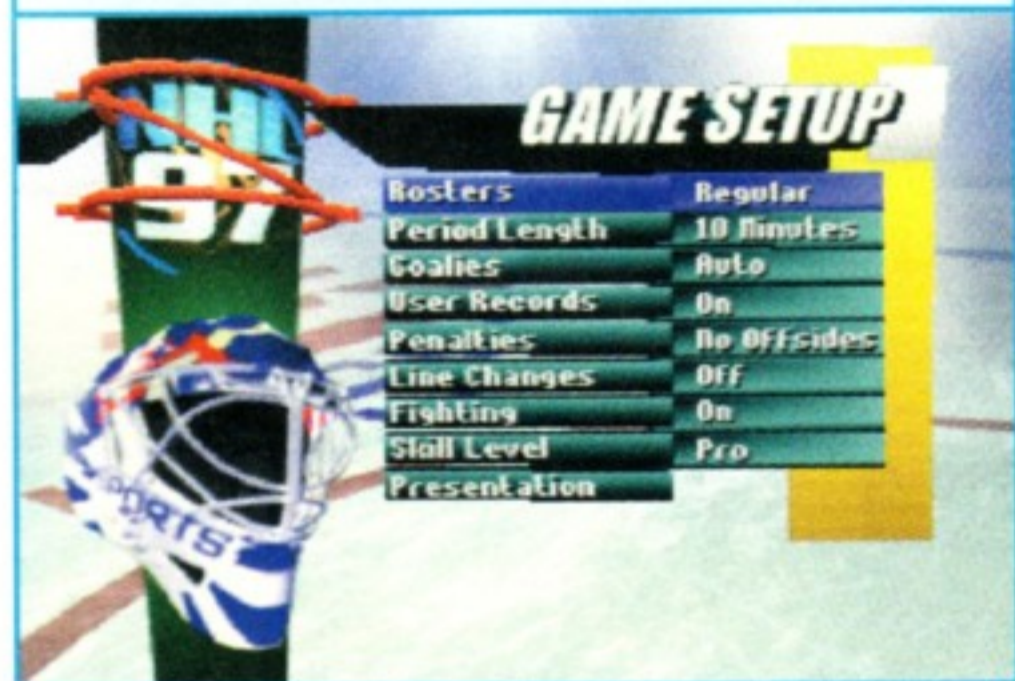 NHL
97
GAME SETUP
Rosters Regular
Period Length 10 Minutes
Goalies Auto
User Records On
Penalties No Offsides
Line Changes Off
Fighting On
Skill Level Pro
Presentation
PORTS